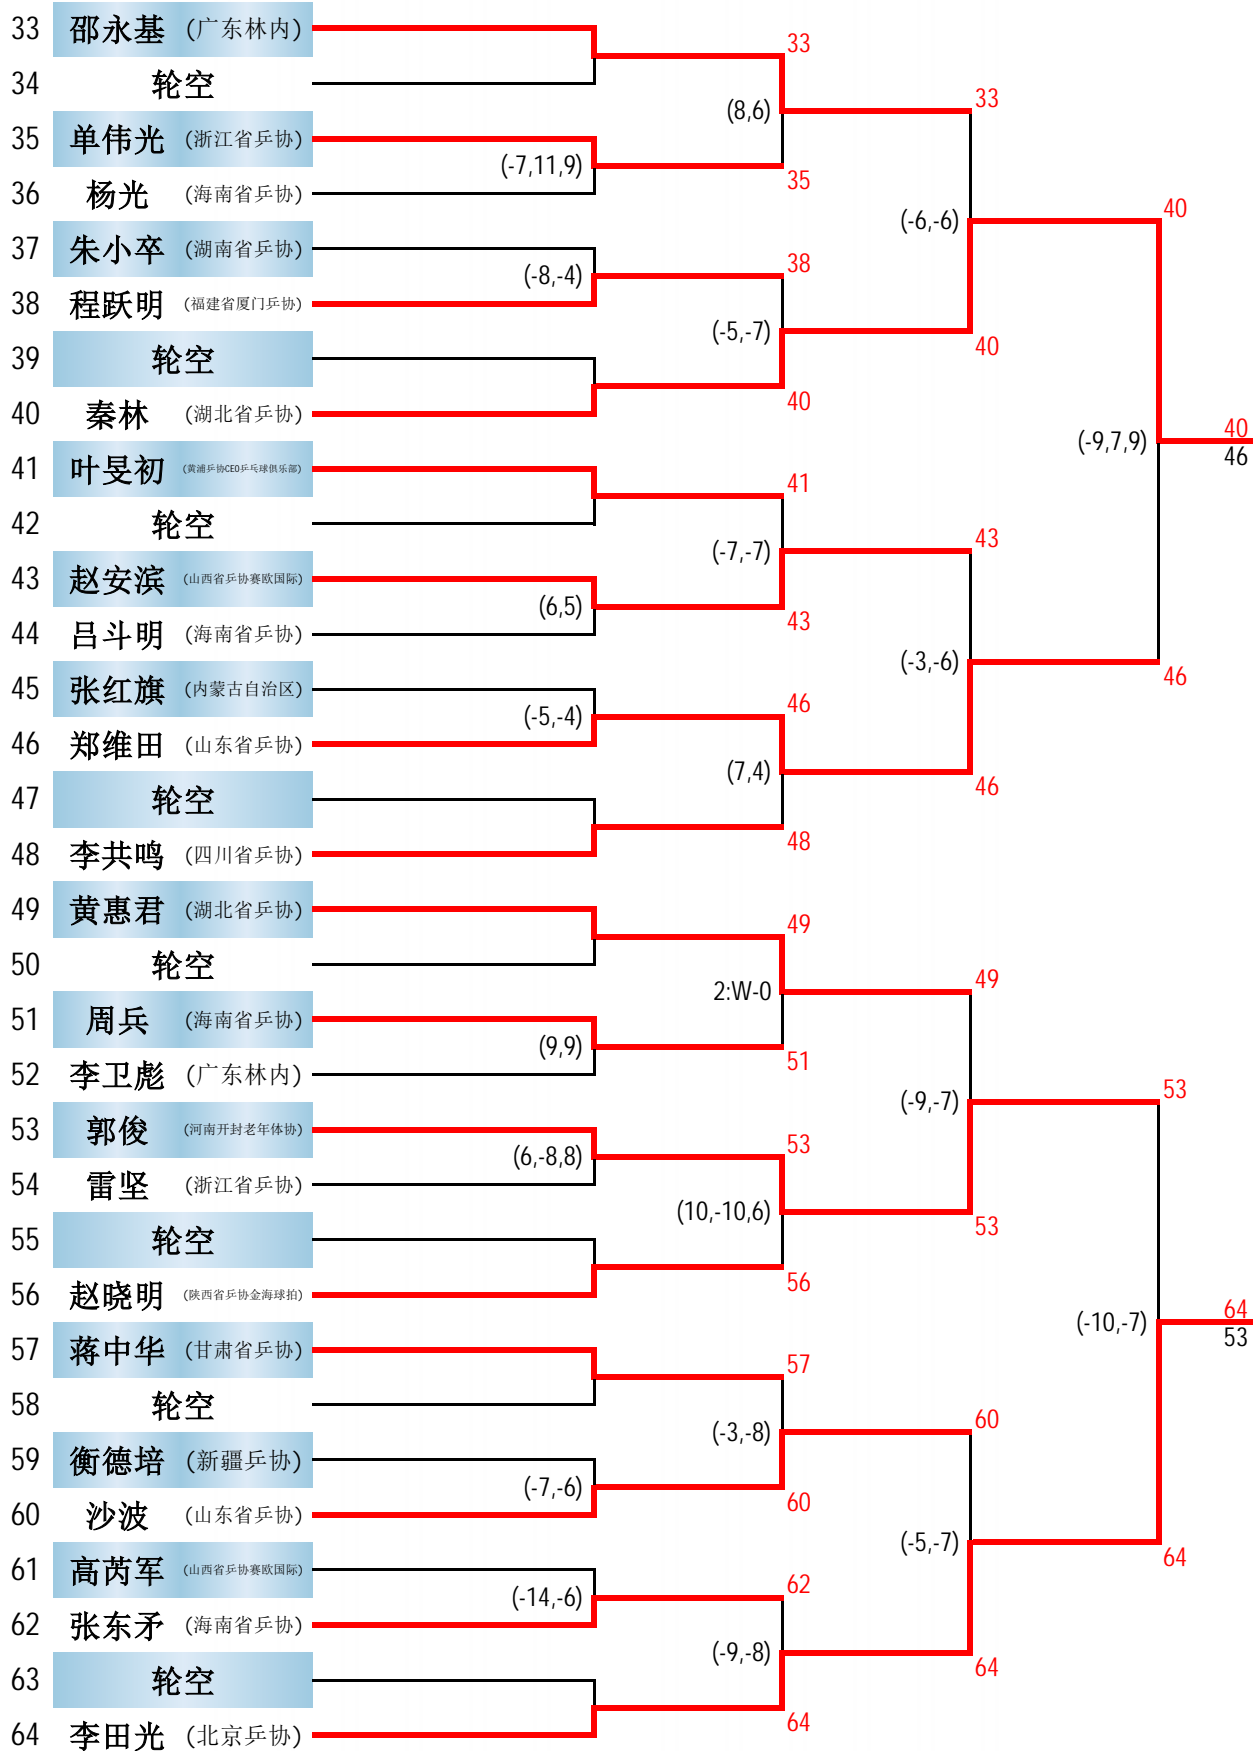 33 邵永基 (广东林内)
33
34 轮空
(8,6)
33
35 单伟光 (浙江省乒协)
(-7,11,9)
35
36 杨光 (海南省乒协)
(-6,-6)
40
37 朱小卒 (湖南省乒协)
(-8,-4)
38
38 程跃明 (福建省厦门乒协)
(-5,-7)
40
39 轮空
40
40 秦林 (湖北省乒协)
(-9,7,9)
40
46
41 叶旻初 (黄浦乒协CEO乒乓球俱乐部)
41
42 轮空
(-7,-7)
43
43 赵安滨 (山西省乒协赛欧国际)
(6,5)
43
44 吕斗明 (海南省乒协)
(-3,-6)
46
45 张红旗 (内蒙古自治区)
(-5,-4)
46
46 郑维田 (山东省乒协)
(7,4)
46
47 轮空
48
48 李共鸣 (四川省乒协)
49 黄惠君 (湖北省乒协)
49
50 轮空
2:W-0
49
51 周兵 (海南省乒协)
(9,9)
51
52 李卫彪 (广东林内)
(-9,-7)
53
53 郭俊 (河南开封老年体协)
(6,-8,8)
53
54 雷坚 (浙江省乒协)
(10,-10,6)
53
55 轮空
56
56 赵晓明 (陕西省乒协金海球拍)
(-10,-7)
64
53
57 蒋中华 (甘肃省乒协)
57
58 轮空
(-3,-8)
60
59 衡德培 (新疆乒协)
(-7,-6)
60
60 沙波 (山东省乒协)
(-5,-7)
64
61 高芮军 (山西省乒协赛欧国际)
(-14,-6)
62
62 张东矛 (海南省乒协)
(-9,-8)
64
63 轮空
64
64 李田光 (北京乒协)